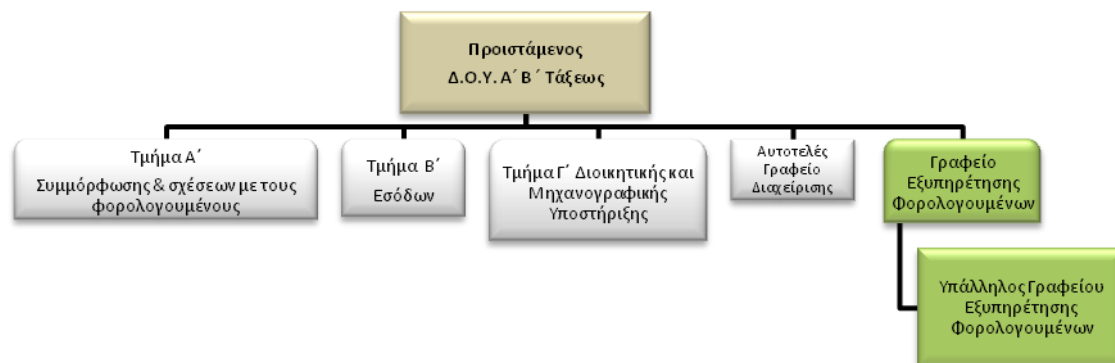 Προιστάμενος
Δ.Ο.Υ. Α΄ Β΄ Τάξεως
Τμήμα Α΄
Συμμόρφωσης & σχέσεων με τους
φορολογουμένους
Τμήμα Β΄
Εσόδων
Τμήμα Γ΄ Διοικητικής και
Μηχανογραφικής
Υποστήριξης
Αυτοτελές
Γραφείο
Διαχείρισης
Γραφείο
Εξυπηρέτησης
Φορολογουμένων
Υπάλληλος Γραφείου
Εξυπηρέτησης
Φορολογουμένων